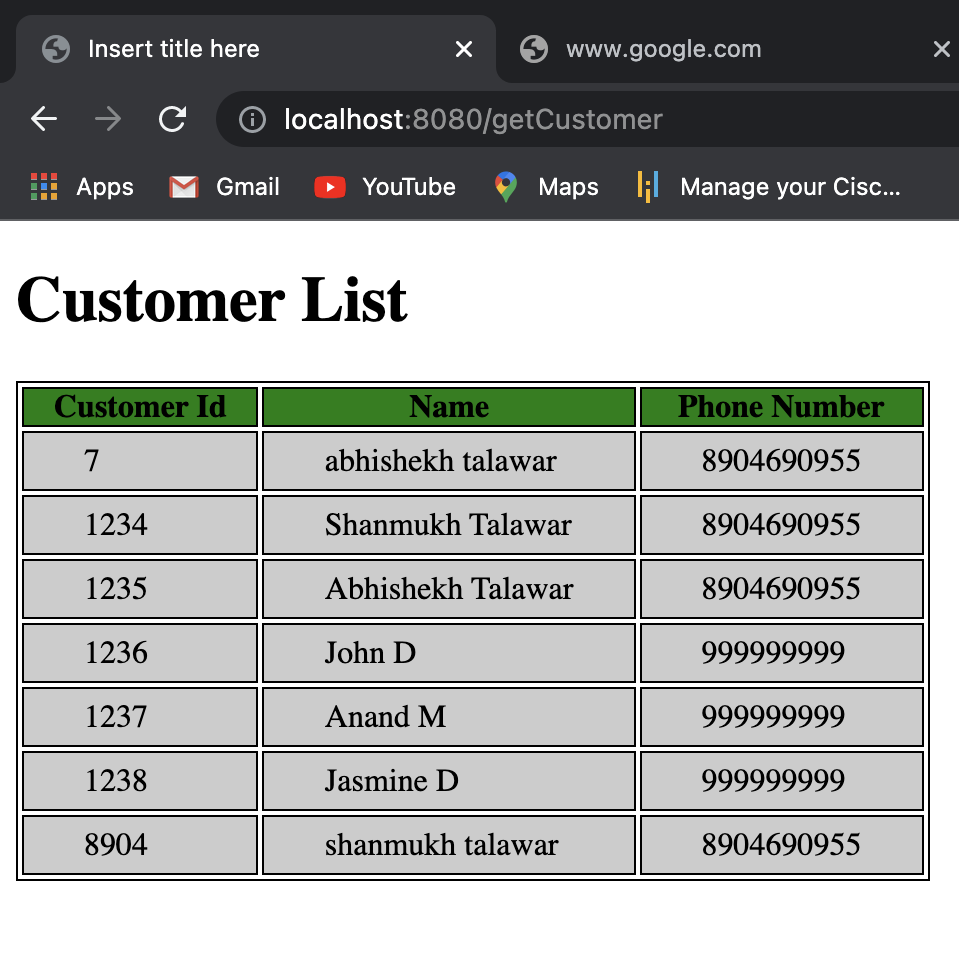 Insert title here
www.google.com
localhost:8080/getCustomer
Apps Gmail YouTube Maps Manage your Cisc...
Customer List
Customer Id Name Phone Number
7 abhishekh talawar 8904690955
1234 Shanmukh Talawar 8904690955
1235 Abhishekh Talawar 8904690955
1236 John D 999999999
1237 Anand M 999999999
1238 Jasmine D 999999999
8904 shanmukh talawar 8904690955